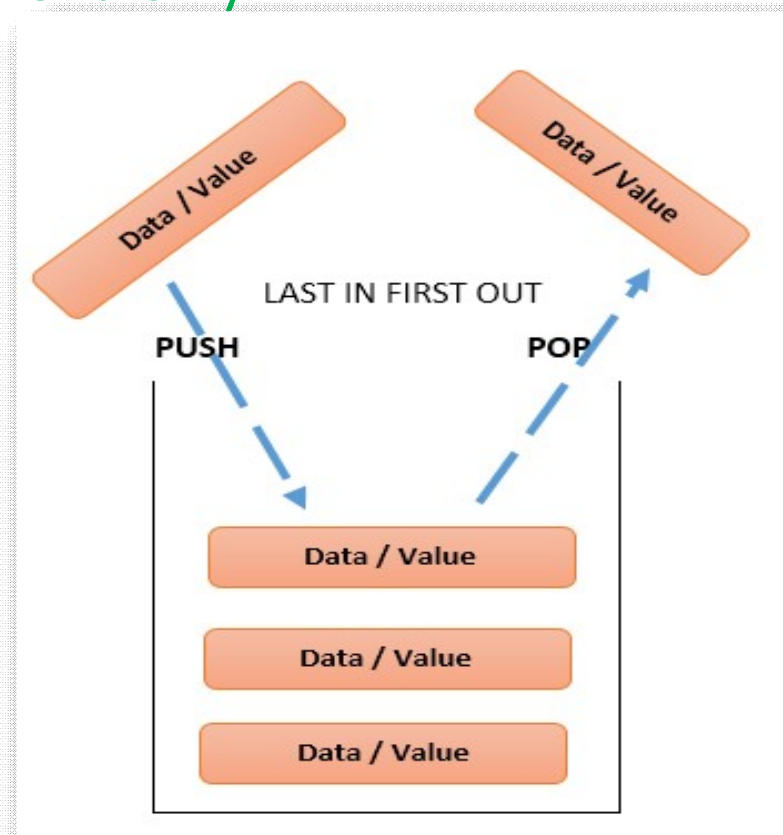 Data / Value
Data / Value
LAST IN FIRST OUT
PUSH
POP
Data / Value
Data / Value
Data / Value